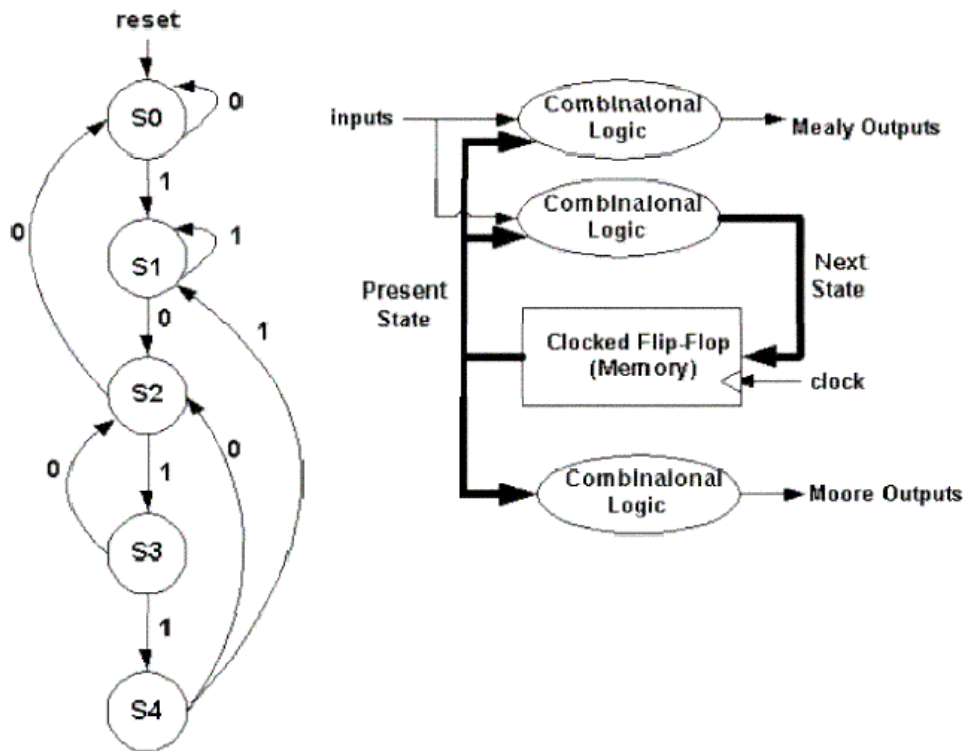 reset
S0
0
1
S1
1
0
0
1
S2
0
1
S3
1
S4
inputs
Combinaional
Logic
Mealy Outputs
Combinaional
Logic
Present
State
Next
State
Clocked Flip-Flop
(Memory)
clock
Combinaional
Logic
Moore Outputs
0